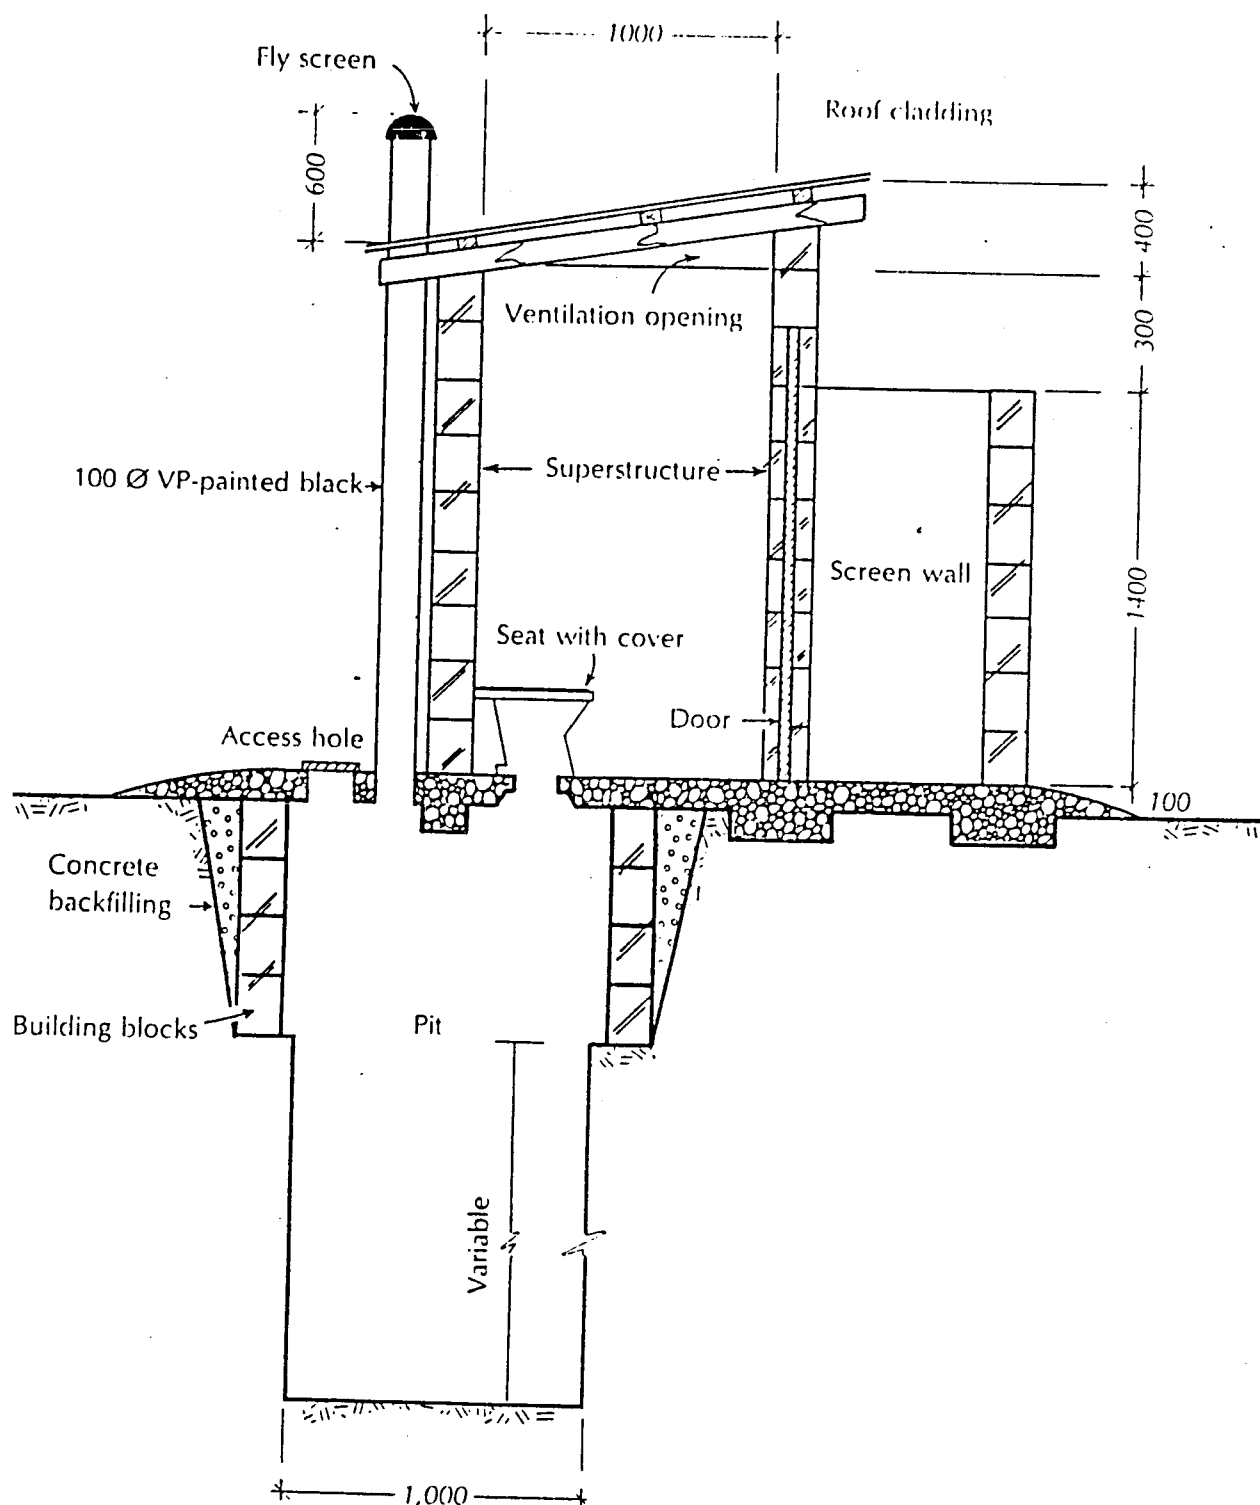 1000
Fly screen
Roof cladding
600
400
Ventilation opening
300
100 Ø VP-painted black
Superstructure
Screen wall
1400
Seat with cover
Door
Access hole
100
Concrete
backfilling
Building blocks
Pit
Variable
1,000